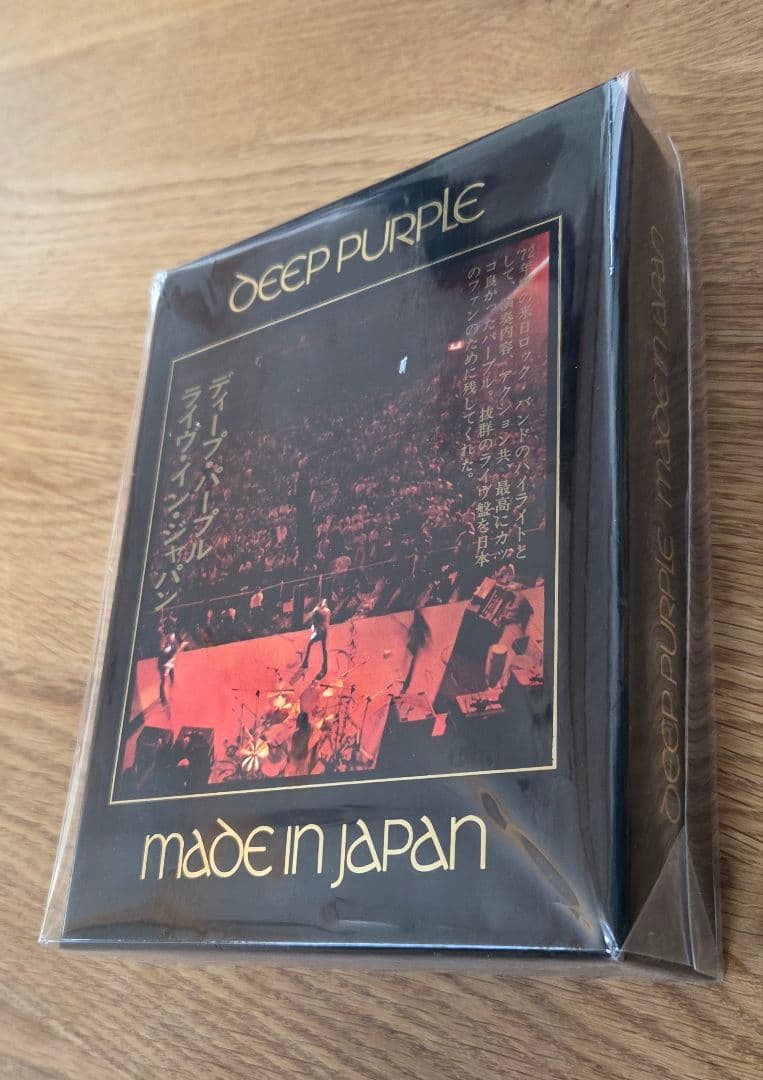 DEEP PURPLE
'72年度の来日ロック・バンドのハイライトと
して、演奏内容、アクション共、最高にカッ
コ良かったパープル。抜群のライヴ盤を日本
のファンのために残してくれた。
ディープ・パープル
ライヴ・イン・ジャパン
MADE IN JAPAN
DEEP PURPLE MADE IN JAPAN